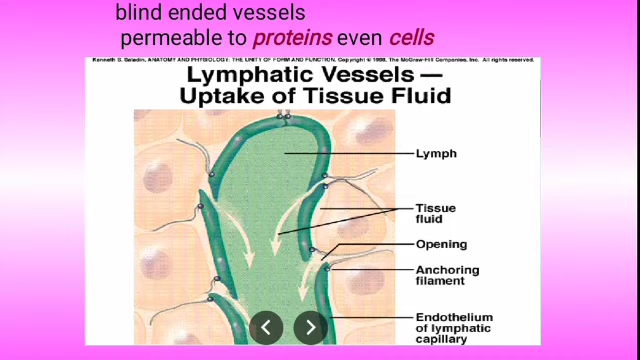 blind ended vessels
permeable to proteins even cells
Kenneth S. Saladin, ANATOMY AND PHYSIOLOGY: THE UNITY OF FORM AND FUNCTION, Copyright © 1998, The McGraw-Hill Companies, Inc. All rights reserved.
Lymphatic Vessels —
Uptake of Tissue Fluid
Lymph
Tissue
fluid
Opening
Anchoring
filament
Endothelium
of lymphatic
capillary